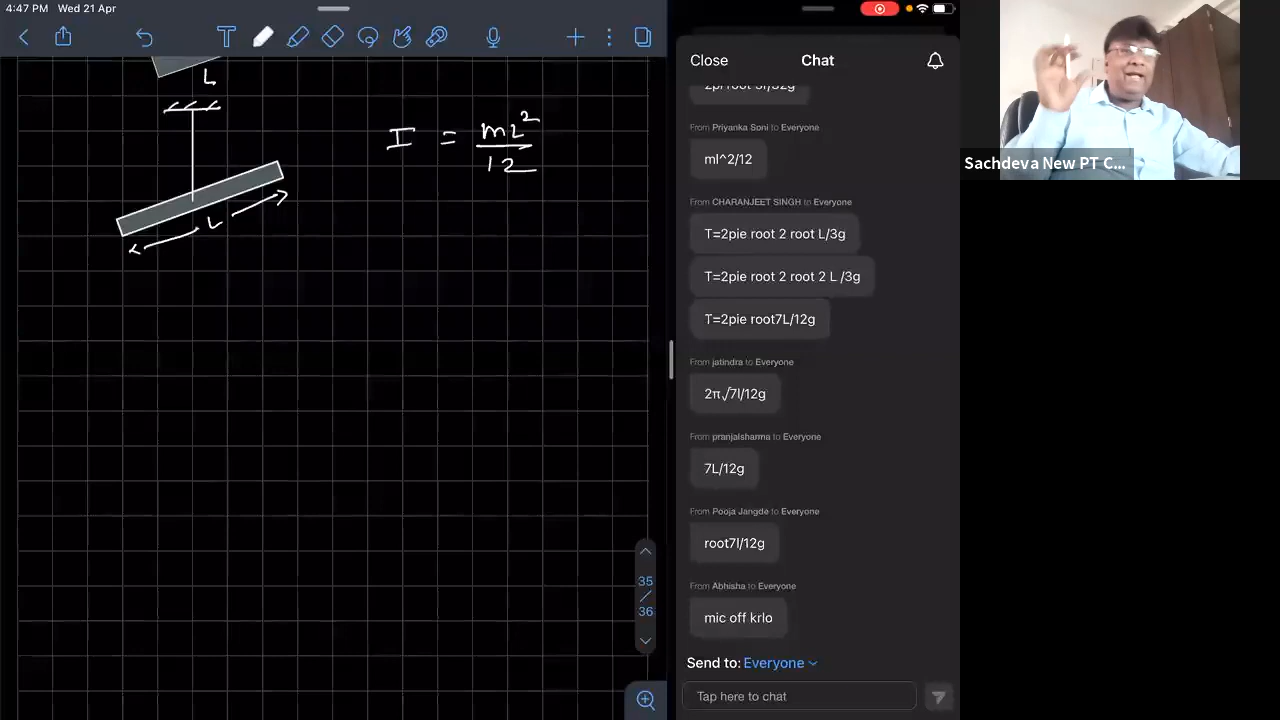 4:47 PM Wed 21 Apr
L
I = mL²/12
L
35
36
Close
Chat
2pi root 5l/32g
From Priyanka Soni to Everyone
ml^2/12
From CHARANJEET SINGH to Everyone
T=2pie root 2 root L/3g
T=2pie root 2 root 2 L /3g
T=2pie root7L/12g
From jatindra to Everyone
2π√7l/12g
From pranjalsharma to Everyone
7L/12g
From Pooja Jangde to Everyone
root7l/12g
From Abhisha to Everyone
mic off krlo
Send to: Everyone
Tap here to chat
Sachdeva New PT C...